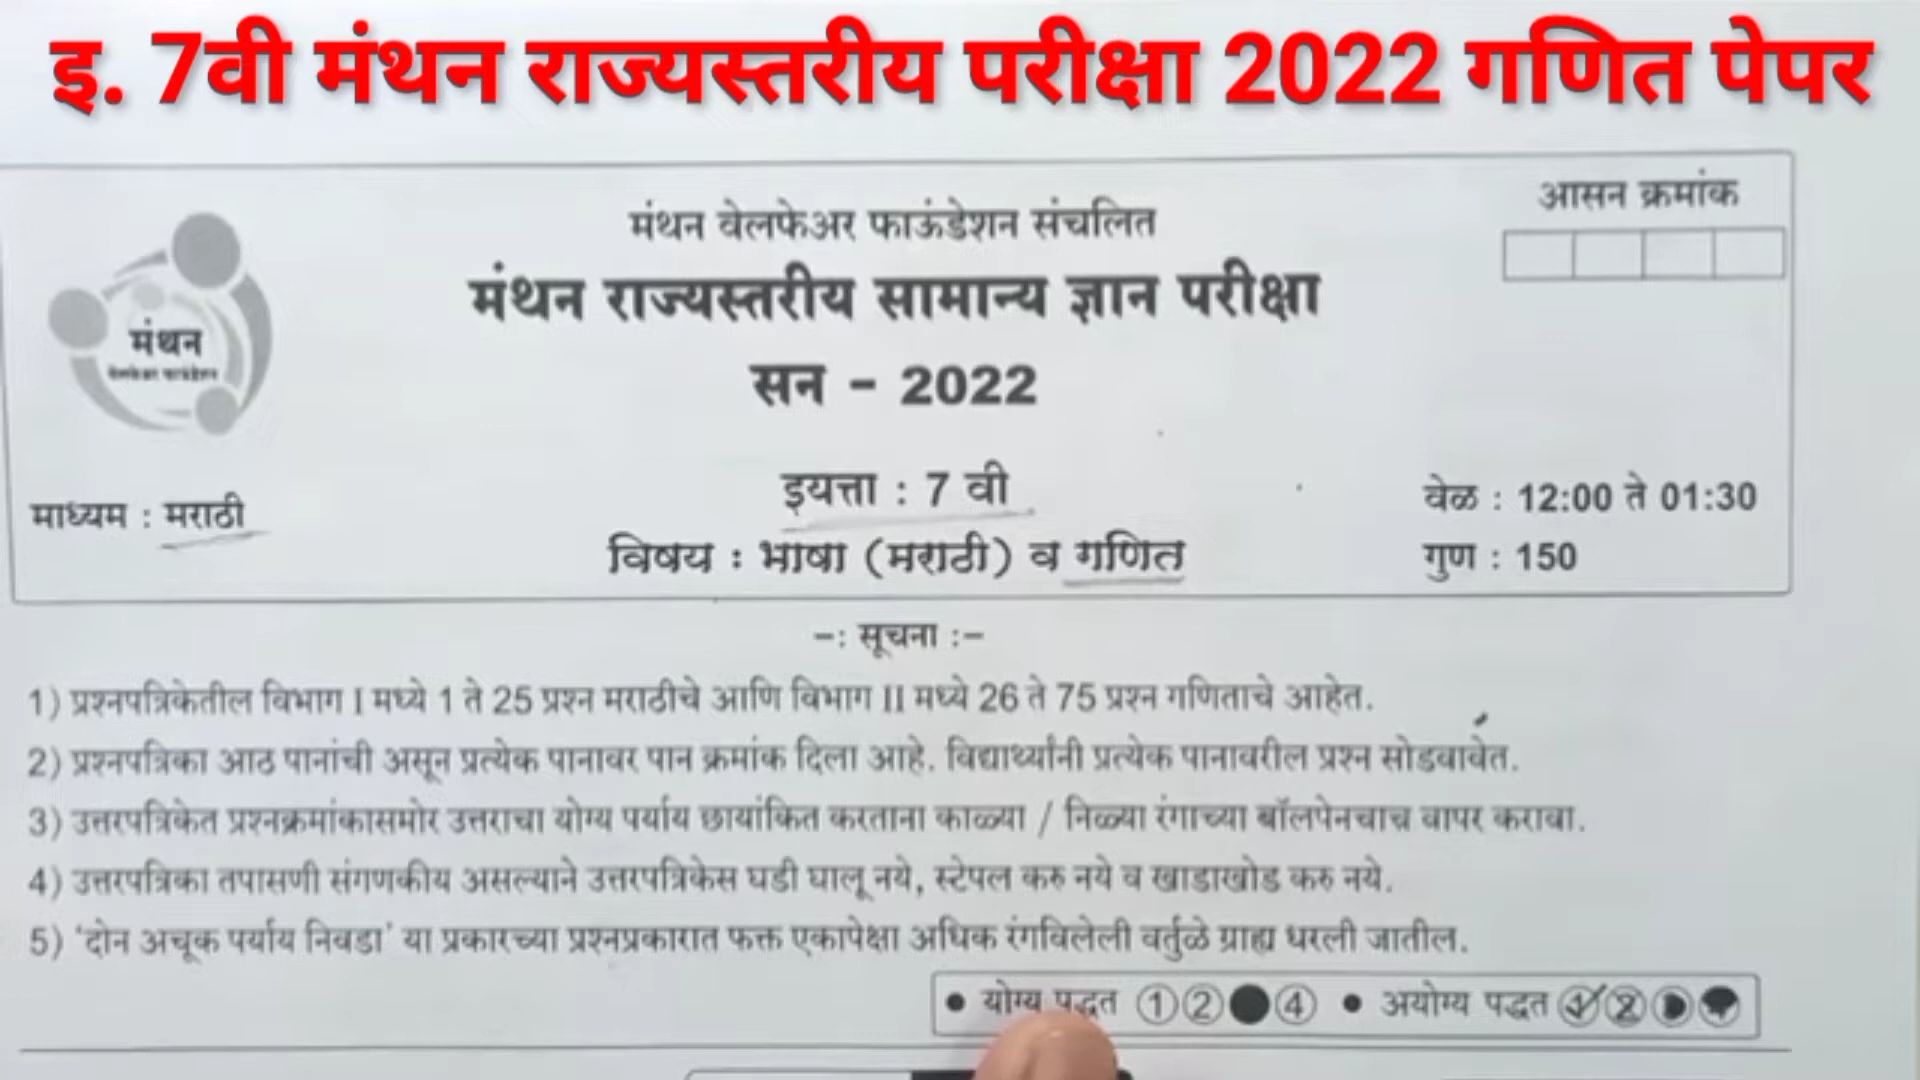 इ. 7वी मंथन राज्यस्तरीय परीक्षा 2022 गणित पेपर
आसन क्रमांक
मंथन वेलफेअर फाऊंडेशन संचलित
मंथन राज्यस्तरीय सामान्य ज्ञान परीक्षा
मंथन
वेलफेअर फाऊंडेशन
सन - 2022
इयत्ता : 7 वी
माध्यम : मराठी
वेळ : 12:00 ते 01:30
विषय : भाषा (मराठी) व गणित
गुण : 150
-: सूचना :-
1) प्रश्नपत्रिकेतील विभाग I मध्ये 1 ते 25 प्रश्न मराठीचे आणि विभाग II मध्ये 26 ते 75 प्रश्न गणिताचे आहेत.
2) प्रश्नपत्रिका आठ पानांची असून प्रत्येक पानावर पान क्रमांक दिला आहे. विद्यार्थ्यांनी प्रत्येक पानावरील प्रश्न सोडवावेत.
3) उत्तरपत्रिकेत प्रश्नक्रमांकासमोर उत्तराचा योग्य पर्याय छायांकित करताना काळ्या / निळ्या रंगाच्या बॉलपेनचाच वापर करावा.
4) उत्तरपत्रिका तपासणी संगणकीय असल्याने उत्तरपत्रिकेस घडी घालू नये, स्टेपल करु नये व खाडाखोड करु नये.
5) 'दोन अचूक पर्याय निवडा' या प्रकारच्या प्रश्नप्रकारात फक्त एकापेक्षा अधिक रंगविलेली वर्तुळे ग्राह्य धरली जातील.
• योग्य पद्धत ① ② ● ④ • अयोग्य पद्धत